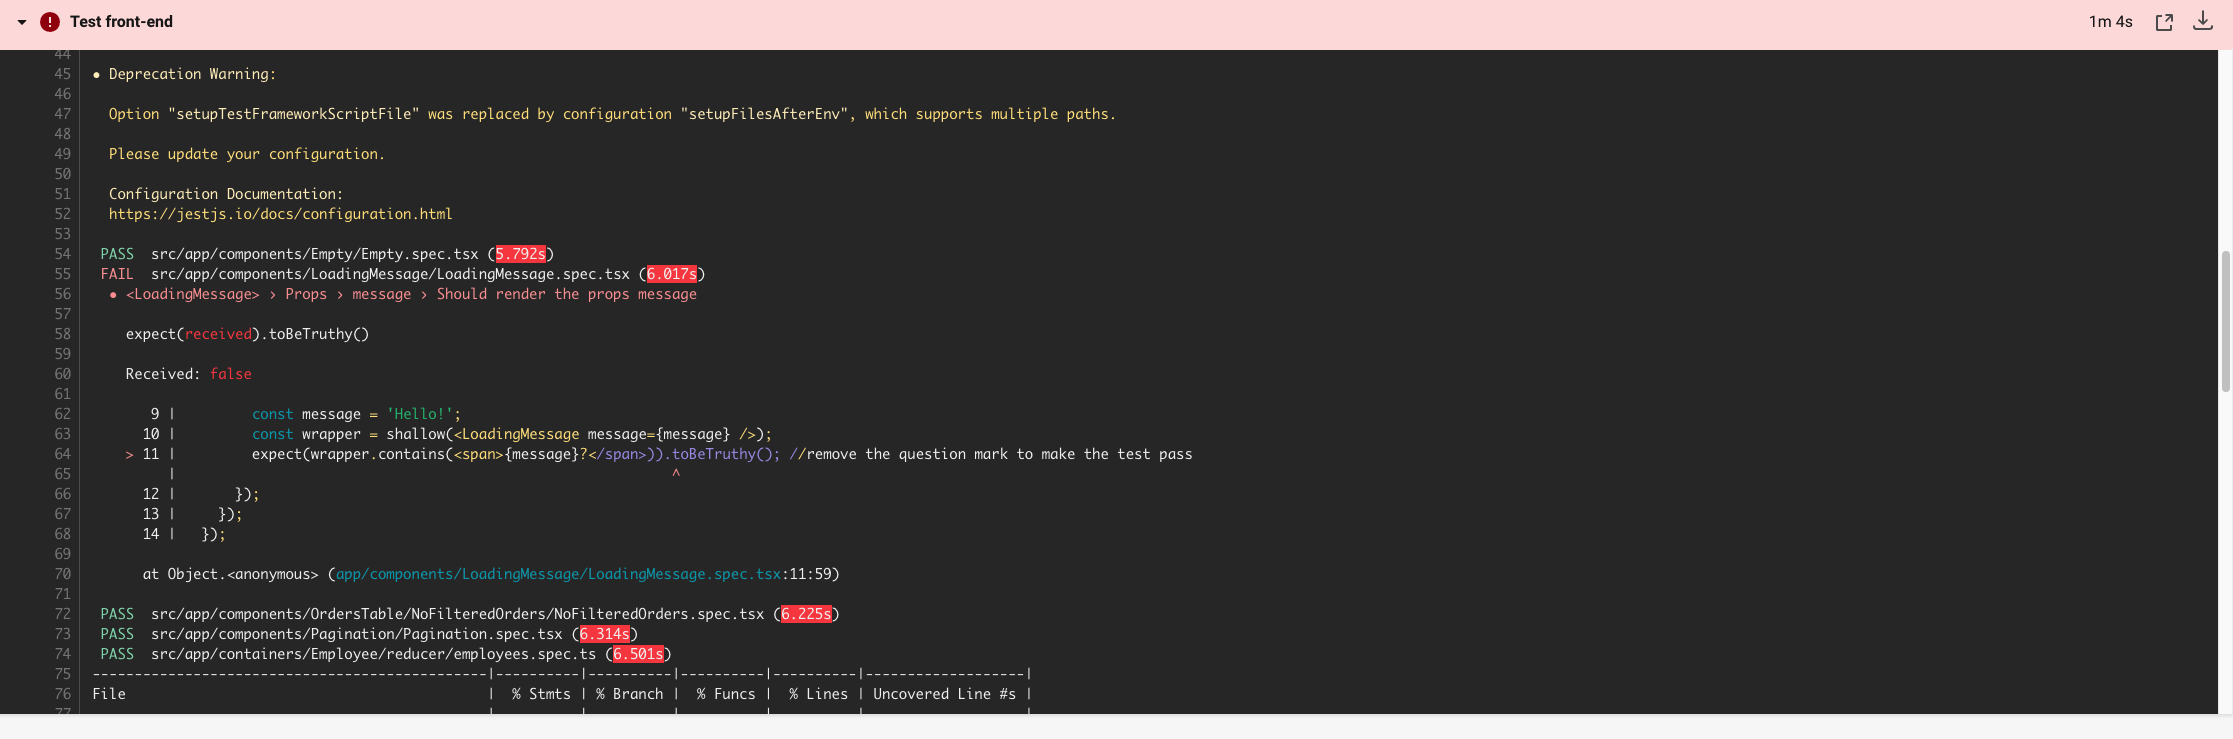 Test front-end 1m 4s
44
45 • Deprecation Warning:
46
47 Option "setupTestFrameworkScriptFile" was replaced by configuration "setupFilesAfterEnv", which supports multiple paths.
48
49 Please update your configuration.
50
51 Configuration Documentation:
52 https://jestjs.io/docs/configuration.html
53
54 PASS src/app/components/Empty/Empty.spec.tsx (5.792s)
55 FAIL src/app/components/LoadingMessage/LoadingMessage.spec.tsx (6.017s)
56 • <LoadingMessage> › Props › message › Should render the props message
57
58 expect(received).toBeTruthy()
59
60 Received: false
61
62 9 | const message = 'Hello!';
63 10 | const wrapper = shallow(<LoadingMessage message={message} />);
64 > 11 | expect(wrapper.contains(<span>{message}?</span>)).toBeTruthy(); //remove the question mark to make the test pass
65 | ^
66 12 | });
67 13 | });
68 14 | });
69
70 at Object.<anonymous> (app/components/LoadingMessage/LoadingMessage.spec.tsx:11:59)
71
72 PASS src/app/components/OrdersTable/NoFilteredOrders/NoFilteredOrders.spec.tsx (6.225s)
73 PASS src/app/components/Pagination/Pagination.spec.tsx (6.314s)
74 PASS src/app/containers/Employee/reducer/employees.spec.ts (6.501s)
75 -----------------------------------------------|----------|----------|----------|----------|-------------------|
76 File | % Stmts | % Branch | % Funcs | % Lines | Uncovered Line #s |
77 | | | | | |